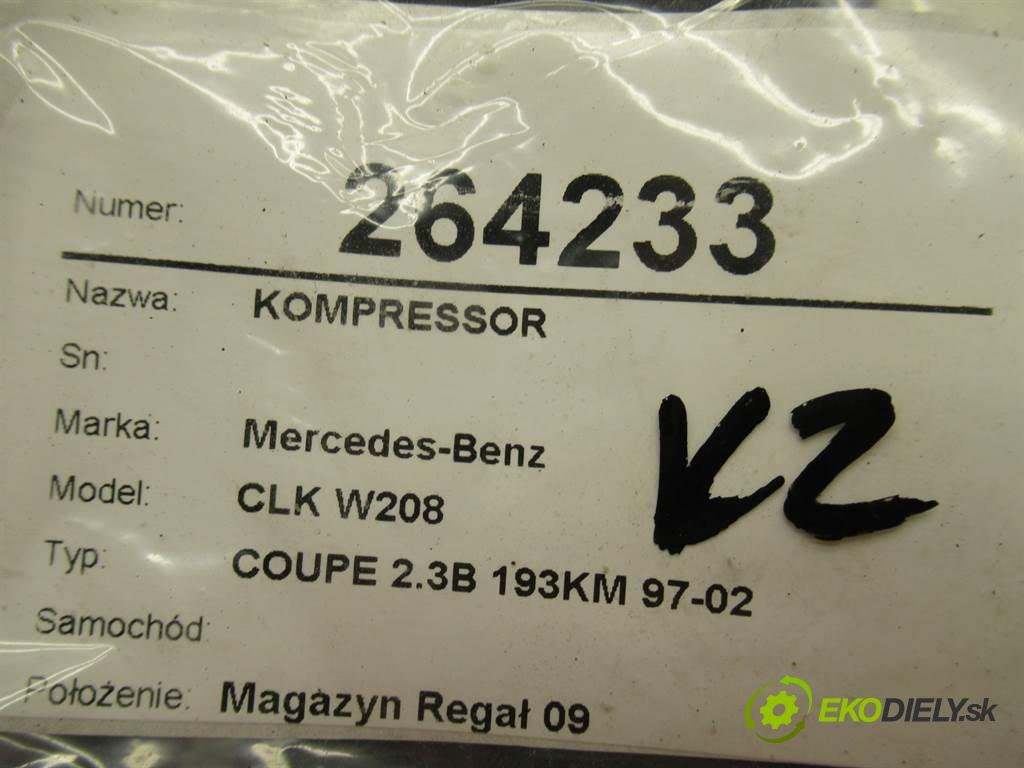 Numer: 264233
Nazwa: KOMPRESSOR
Sn:
Marka: Mercedes-Benz
Model: CLK W208
Typ: COUPE 2.3B 193KM 97-02
Samochód:
Położenie: Magazyn Regał 09
V2
EKODIELY.sk